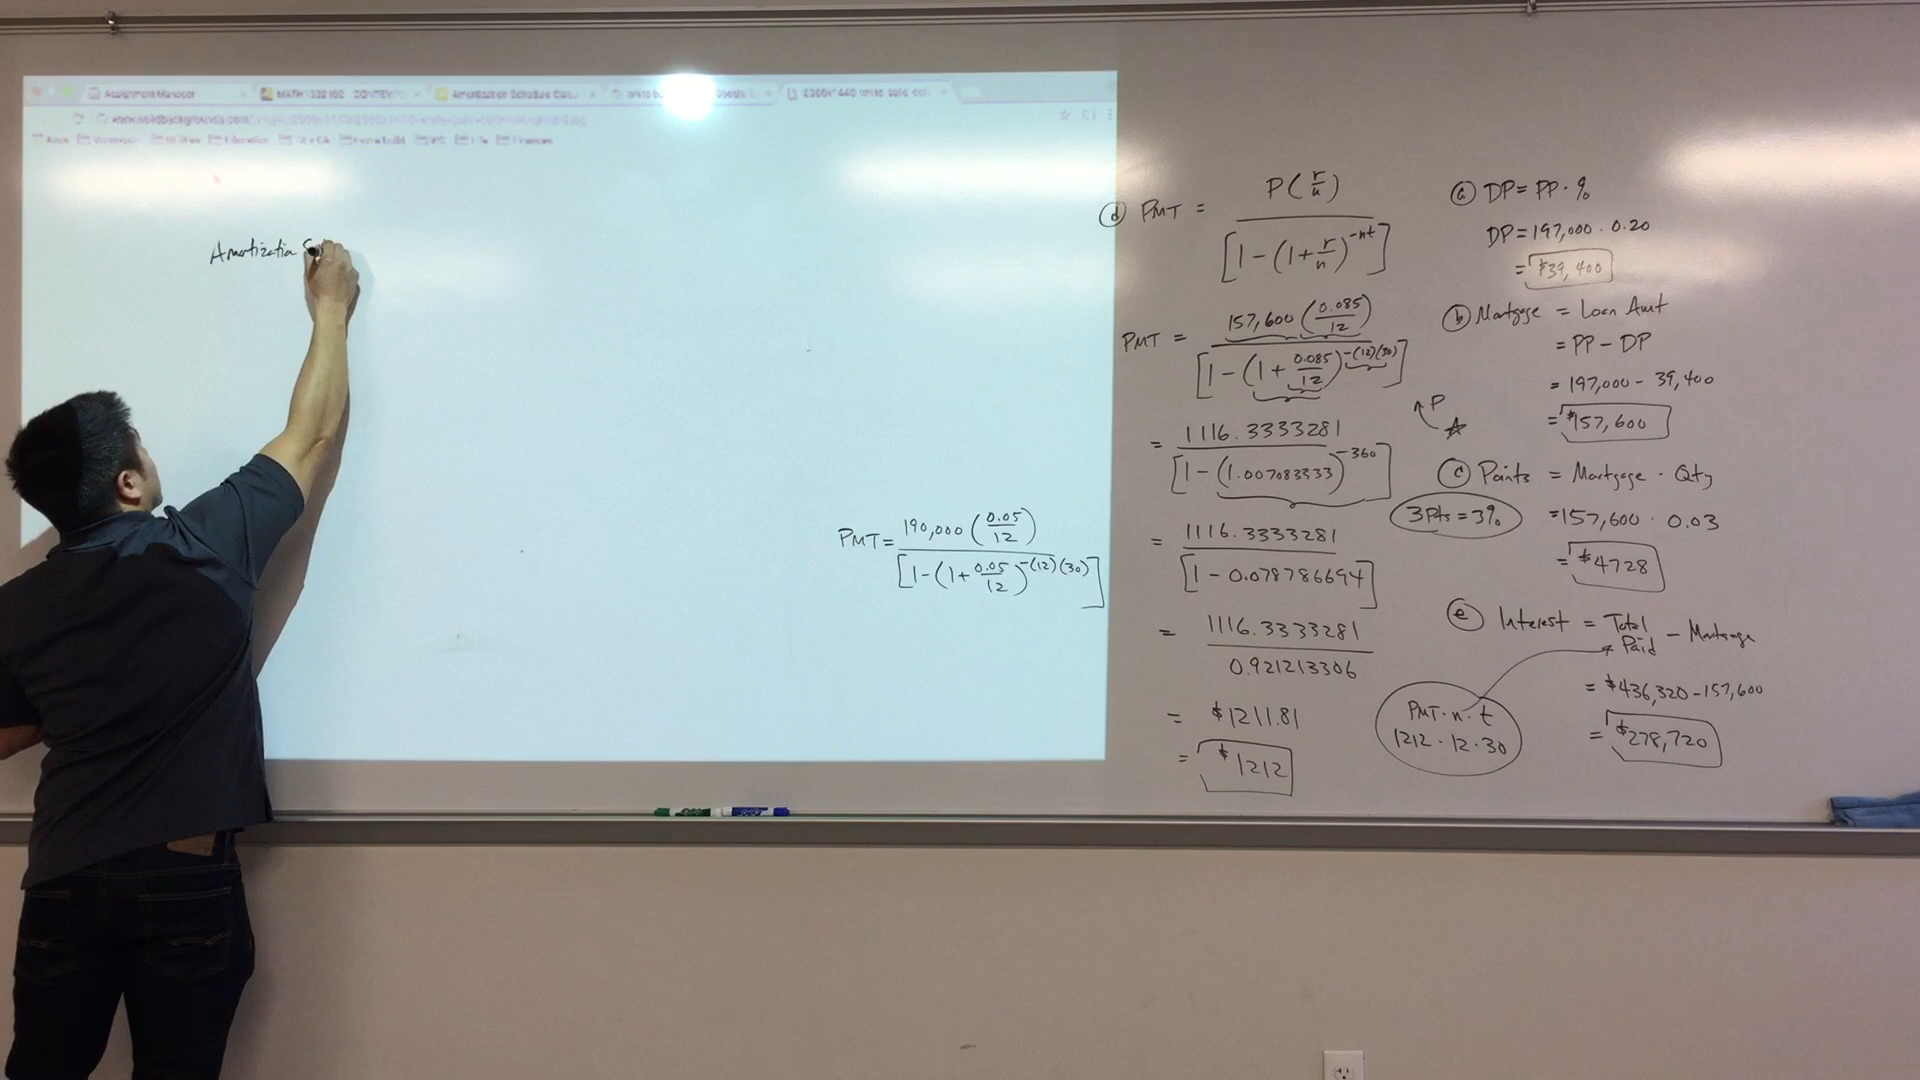 Assignment Manager
Amortization
PMT = 190,000 (0.05/12) / [1-(1+0.05/12)^-(12)(30)]
(d) PMT = P(r/n) / [1-(1+r/n)^-nt]
PMT = 157,600 (0.085/12) / [1-(1+0.085/12)^-(12)(30)]
= 1116.3333281 / [1-(1.007083333)^-360]
= 1116.3333281 / [1-0.078786694]
= 1116.3333281 / 0.921213306
= $1211.81
= $1212
P
(a) DP = PP · %
DP = 197,000 · 0.20
= $39,400
(b) Mortgage = Loan Amt
= PP - DP
= 197,000 - 39,400
= $157,600
(c) Points = Mortgage · Qty
3 Pts = 3%
= 157,600 · 0.03
= $4728
(e) Interest = Total Paid - Mortgage
= $436,320 - 157,600
= $278,720
PMT · n · t
1212 · 12 · 30